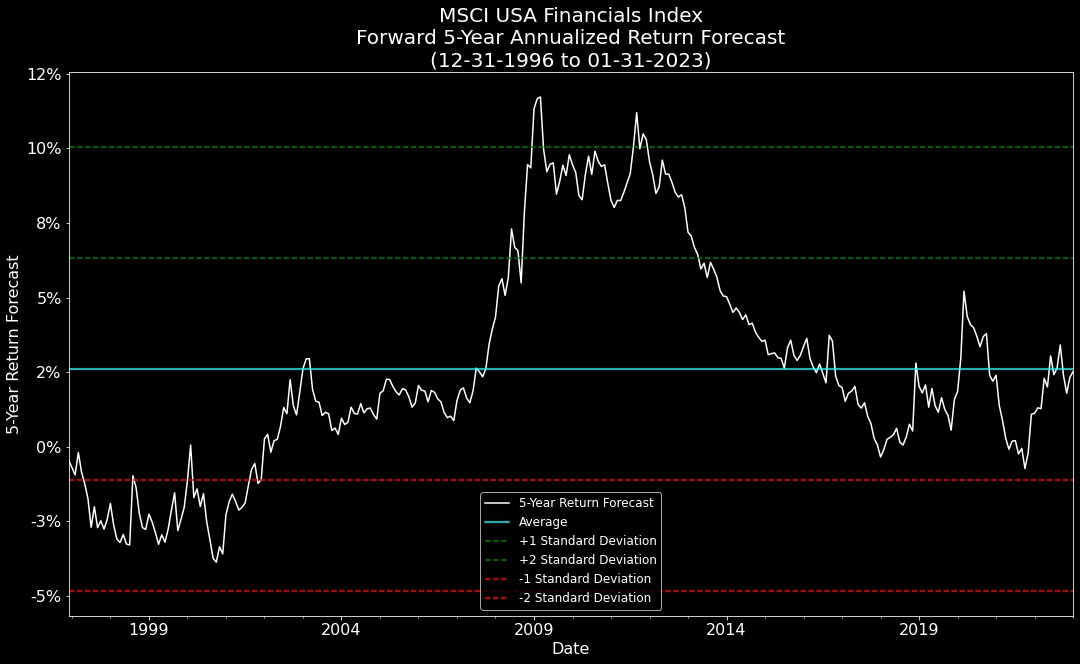 MSCI USA Financials Index
Forward 5-Year Annualized Return Forecast
(12-31-1996 to 01-31-2023)
12%
10%
8%
5%
2%
0%
-3%
-5%
5-Year Return Forecast
5-Year Return Forecast
Average
+1 Standard Deviation
+2 Standard Deviation
-1 Standard Deviation
-2 Standard Deviation
1999
2004
2009
2014
2019
Date